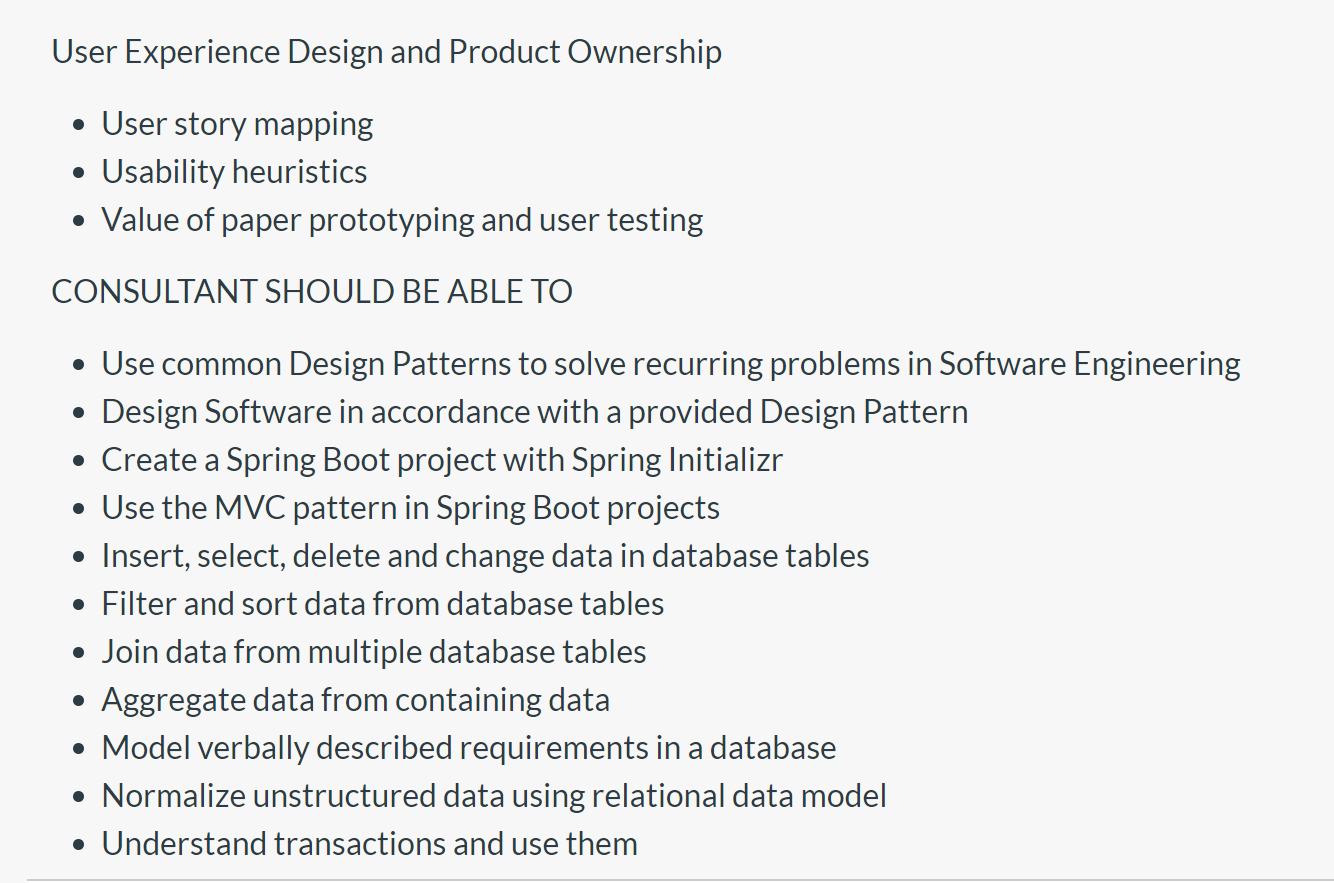 User Experience Design and Product Ownership
• User story mapping
• Usability heuristics
• Value of paper prototyping and user testing
CONSULTANT SHOULD BE ABLE TO
• Use common Design Patterns to solve recurring problems in Software Engineering
• Design Software in accordance with a provided Design Pattern
• Create a Spring Boot project with Spring Initializr
• Use the MVC pattern in Spring Boot projects
• Insert, select, delete and change data in database tables
• Filter and sort data from database tables
• Join data from multiple database tables
• Aggregate data from containing data
• Model verbally described requirements in a database
• Normalize unstructured data using relational data model
• Understand transactions and use them